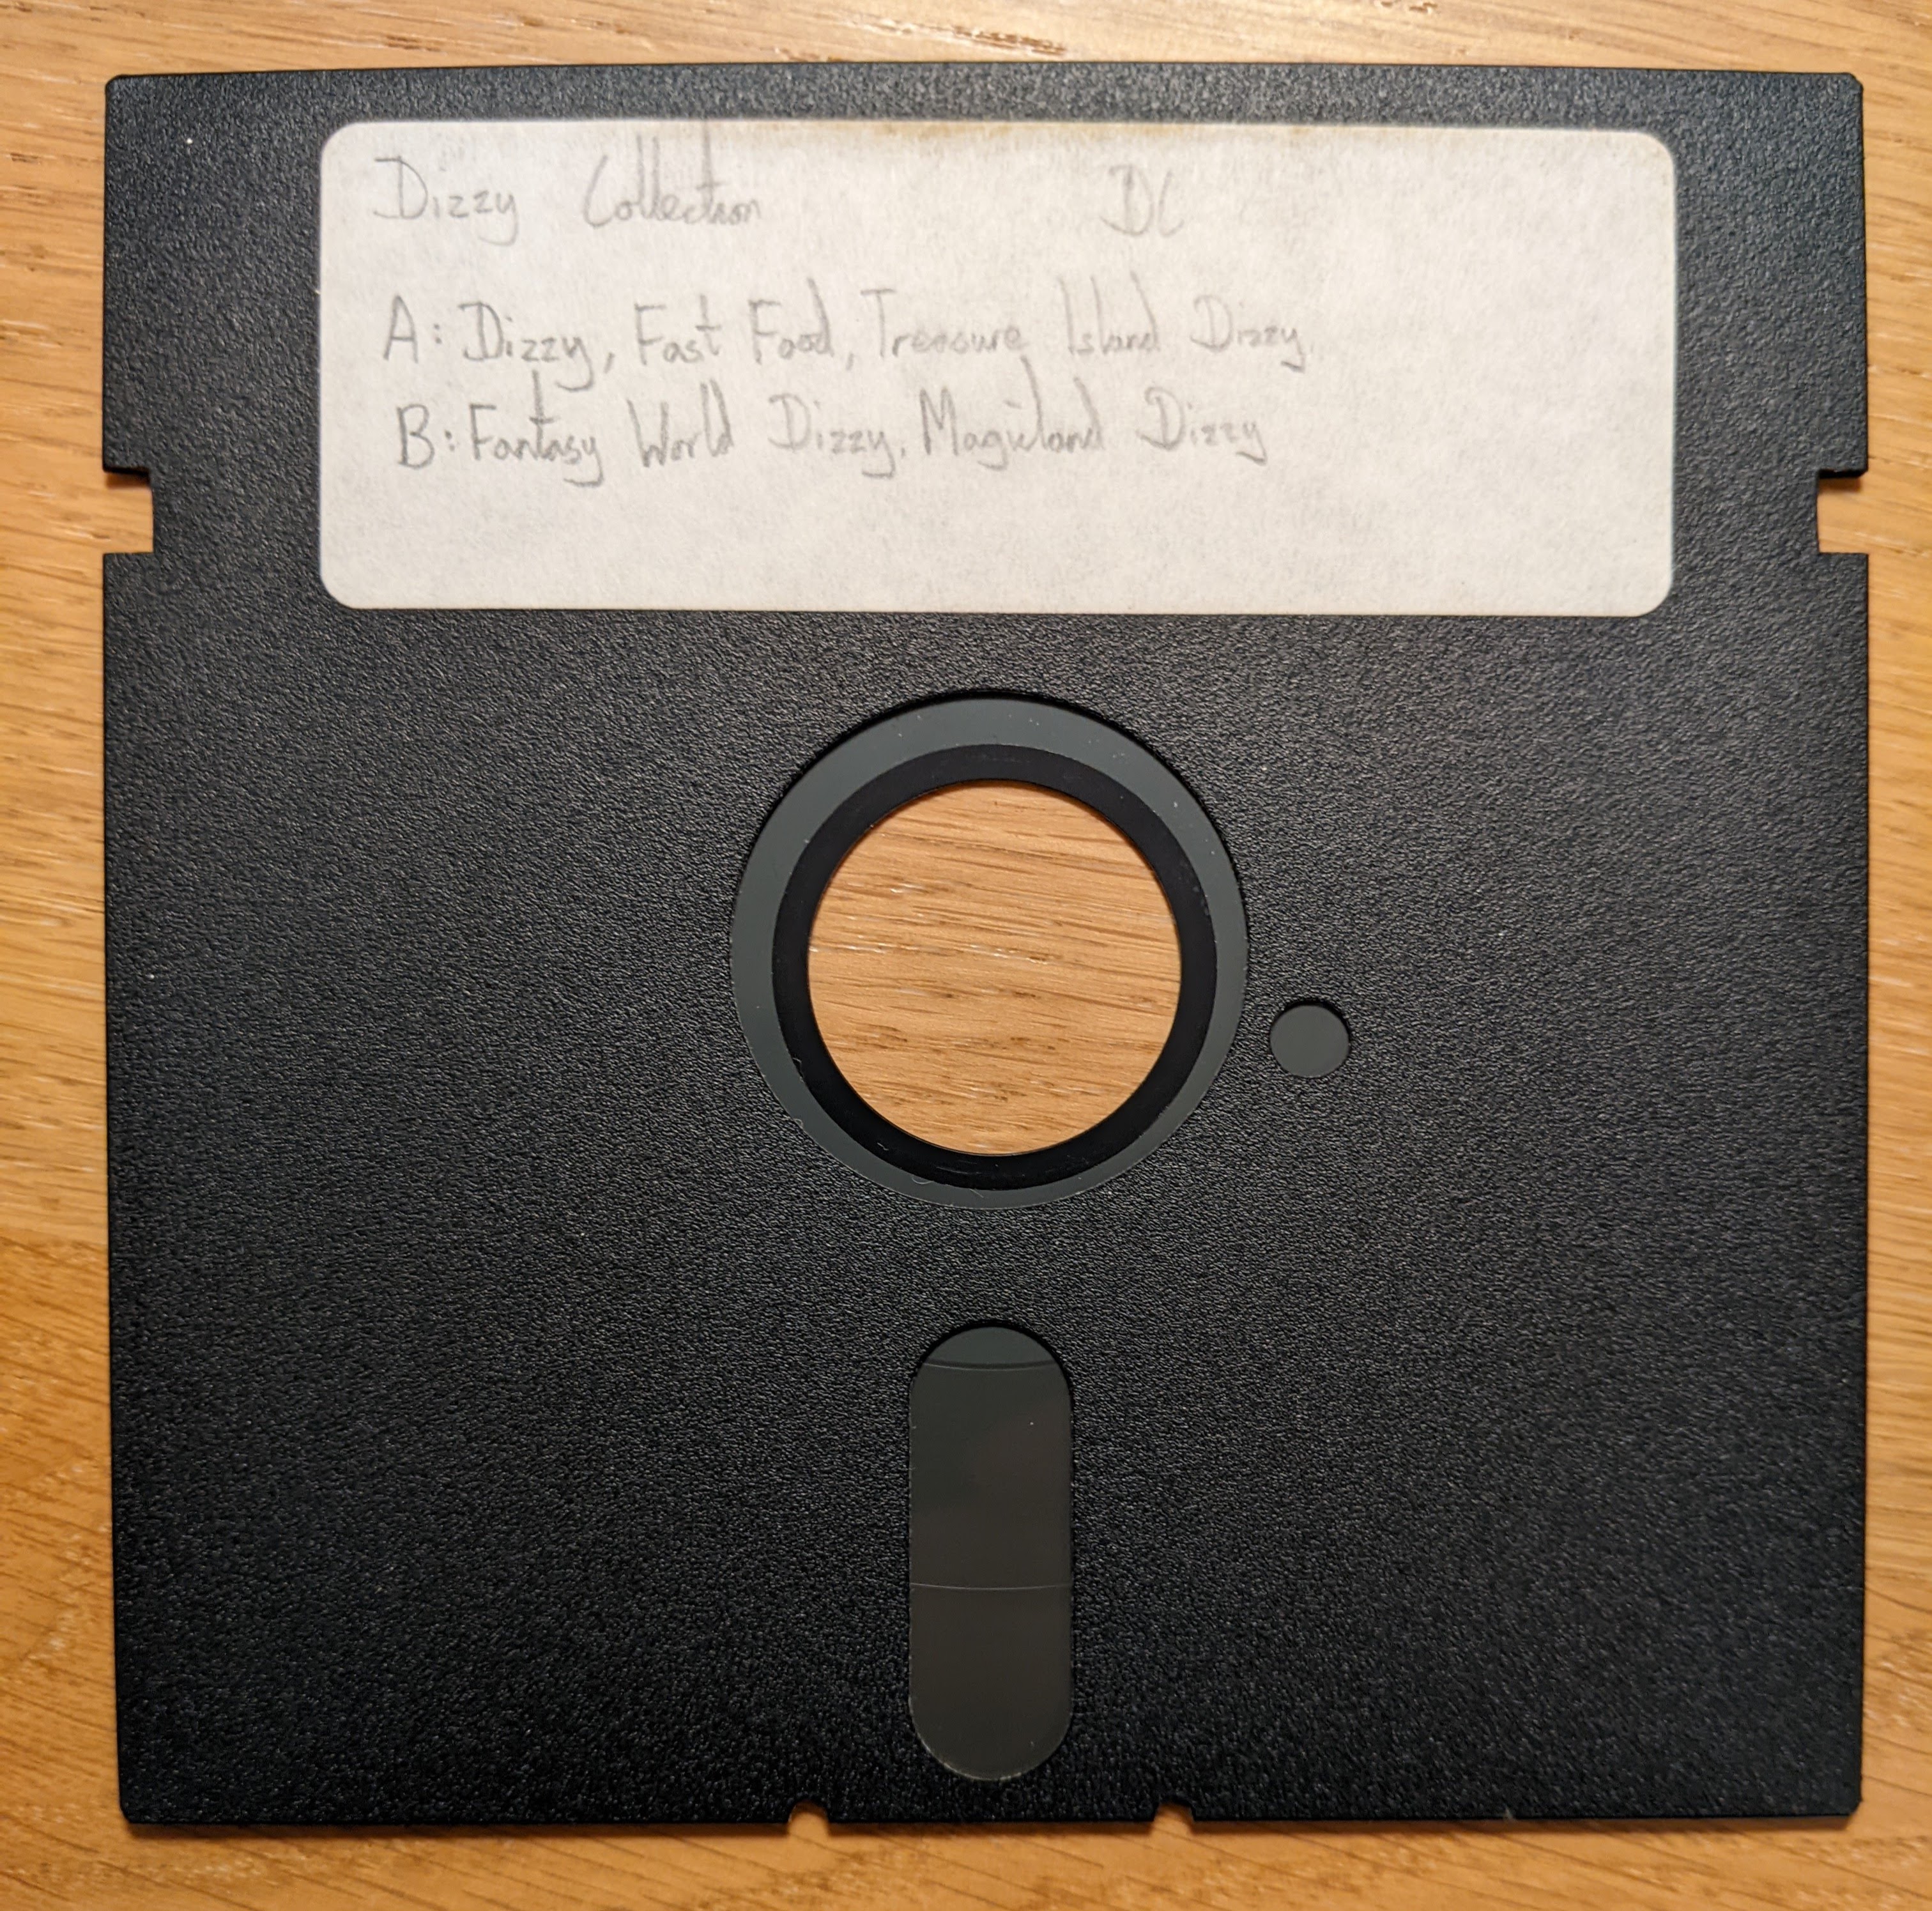 Dizzy Collection DC
A: Dizzy, Fast Food, Treasure Island Dizzy
B: Fantasy World Dizzy, Magicland Dizzy